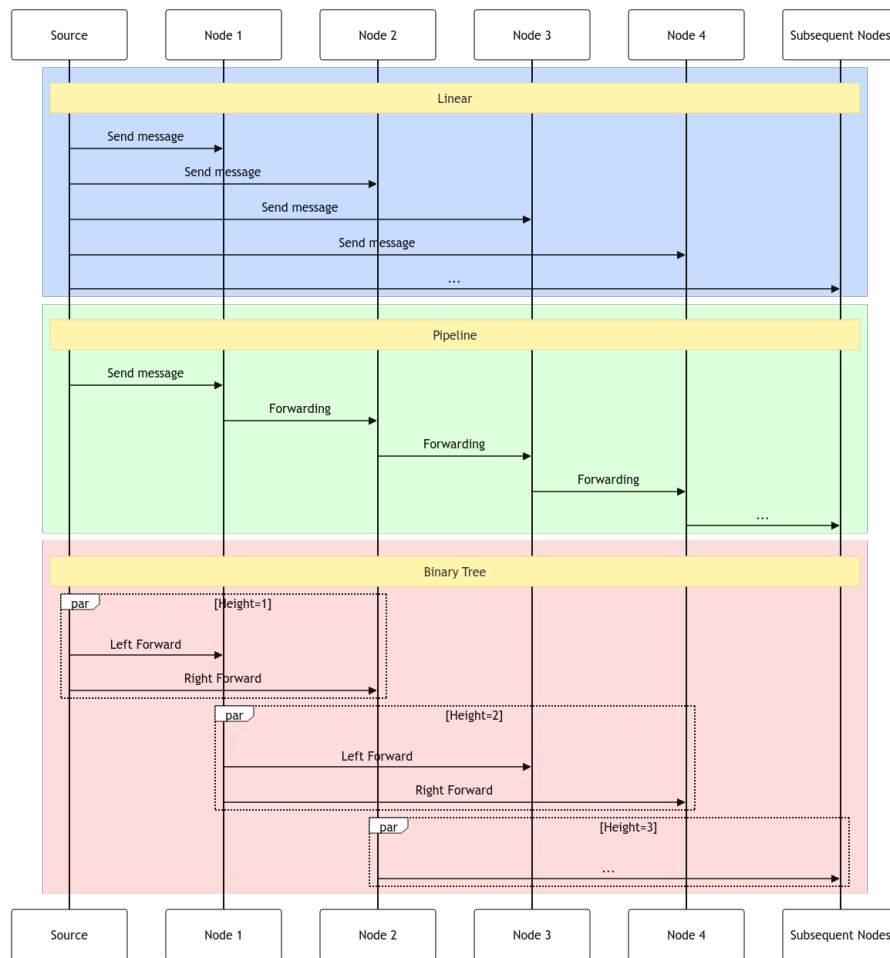 Source
Node 1
Node 2
Node 3
Node 4
Subsequent Nodes
Linear
Send message
Send message
Send message
Send message
...
Pipeline
Send message
Forwarding
Forwarding
Forwarding
...
Binary Tree
par
[Height=1]
Left Forward
Right Forward
par
[Height=2]
Left Forward
Right Forward
par
[Height=3]
...
Source
Node 1
Node 2
Node 3
Node 4
Subsequent Nodes